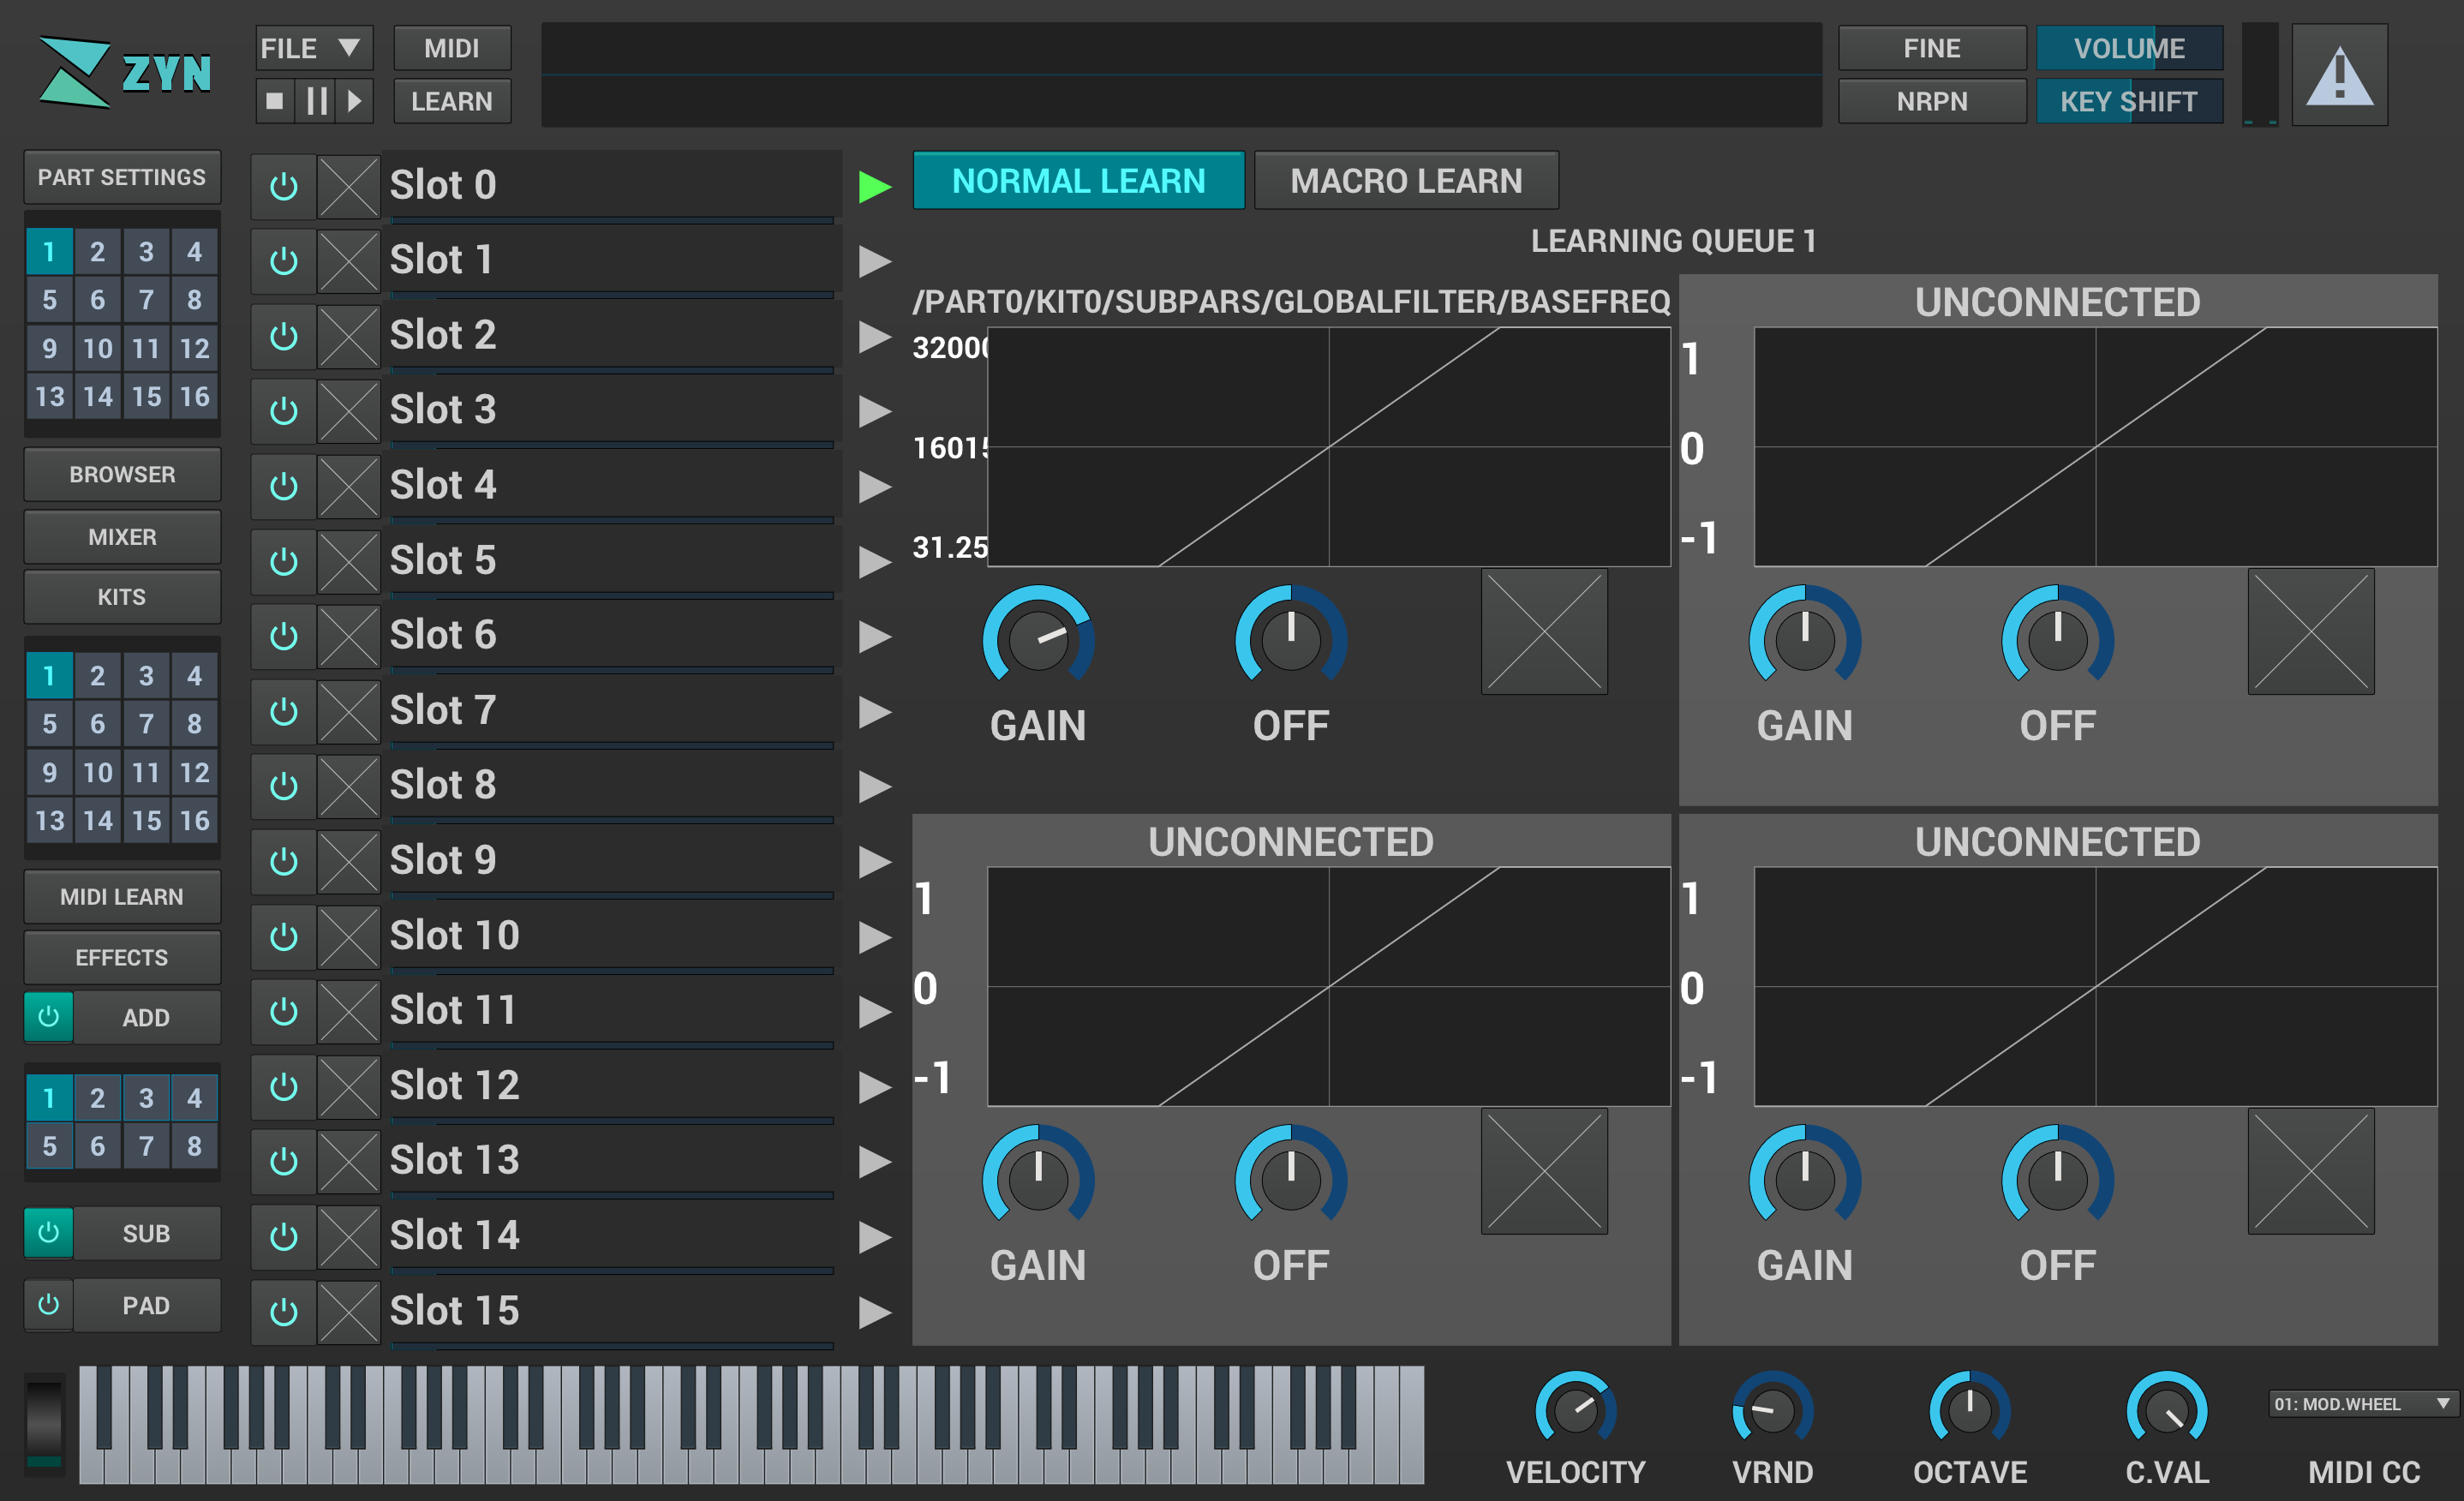 ZYN
FILE
MIDI
LEARN
FINE
VOLUME
NRPN
KEY SHIFT
PART SETTINGS
1 2 3 4
5 6 7 8
9 10 11 12
13 14 15 16
BROWSER
MIXER
KITS
1 2 3 4
5 6 7 8
9 10 11 12
13 14 15 16
MIDI LEARN
EFFECTS
ADD
1 2 3 4
5 6 7 8
SUB
PAD
Slot 0
Slot 1
Slot 2
Slot 3
Slot 4
Slot 5
Slot 6
Slot 7
Slot 8
Slot 9
Slot 10
Slot 11
Slot 12
Slot 13
Slot 14
Slot 15
NORMAL LEARN
MACRO LEARN
LEARNING QUEUE 1
/PART0/KIT0/SUBPARS/GLOBALFILTER/BASEFREQ
32000
16015
31.25
GAIN OFF
UNCONNECTED
1
0
-1
GAIN OFF
UNCONNECTED
1
0
-1
GAIN OFF
UNCONNECTED
1
0
-1
GAIN OFF
VELOCITY
VRND
OCTAVE
C.VAL
01: MOD.WHEEL
MIDI CC